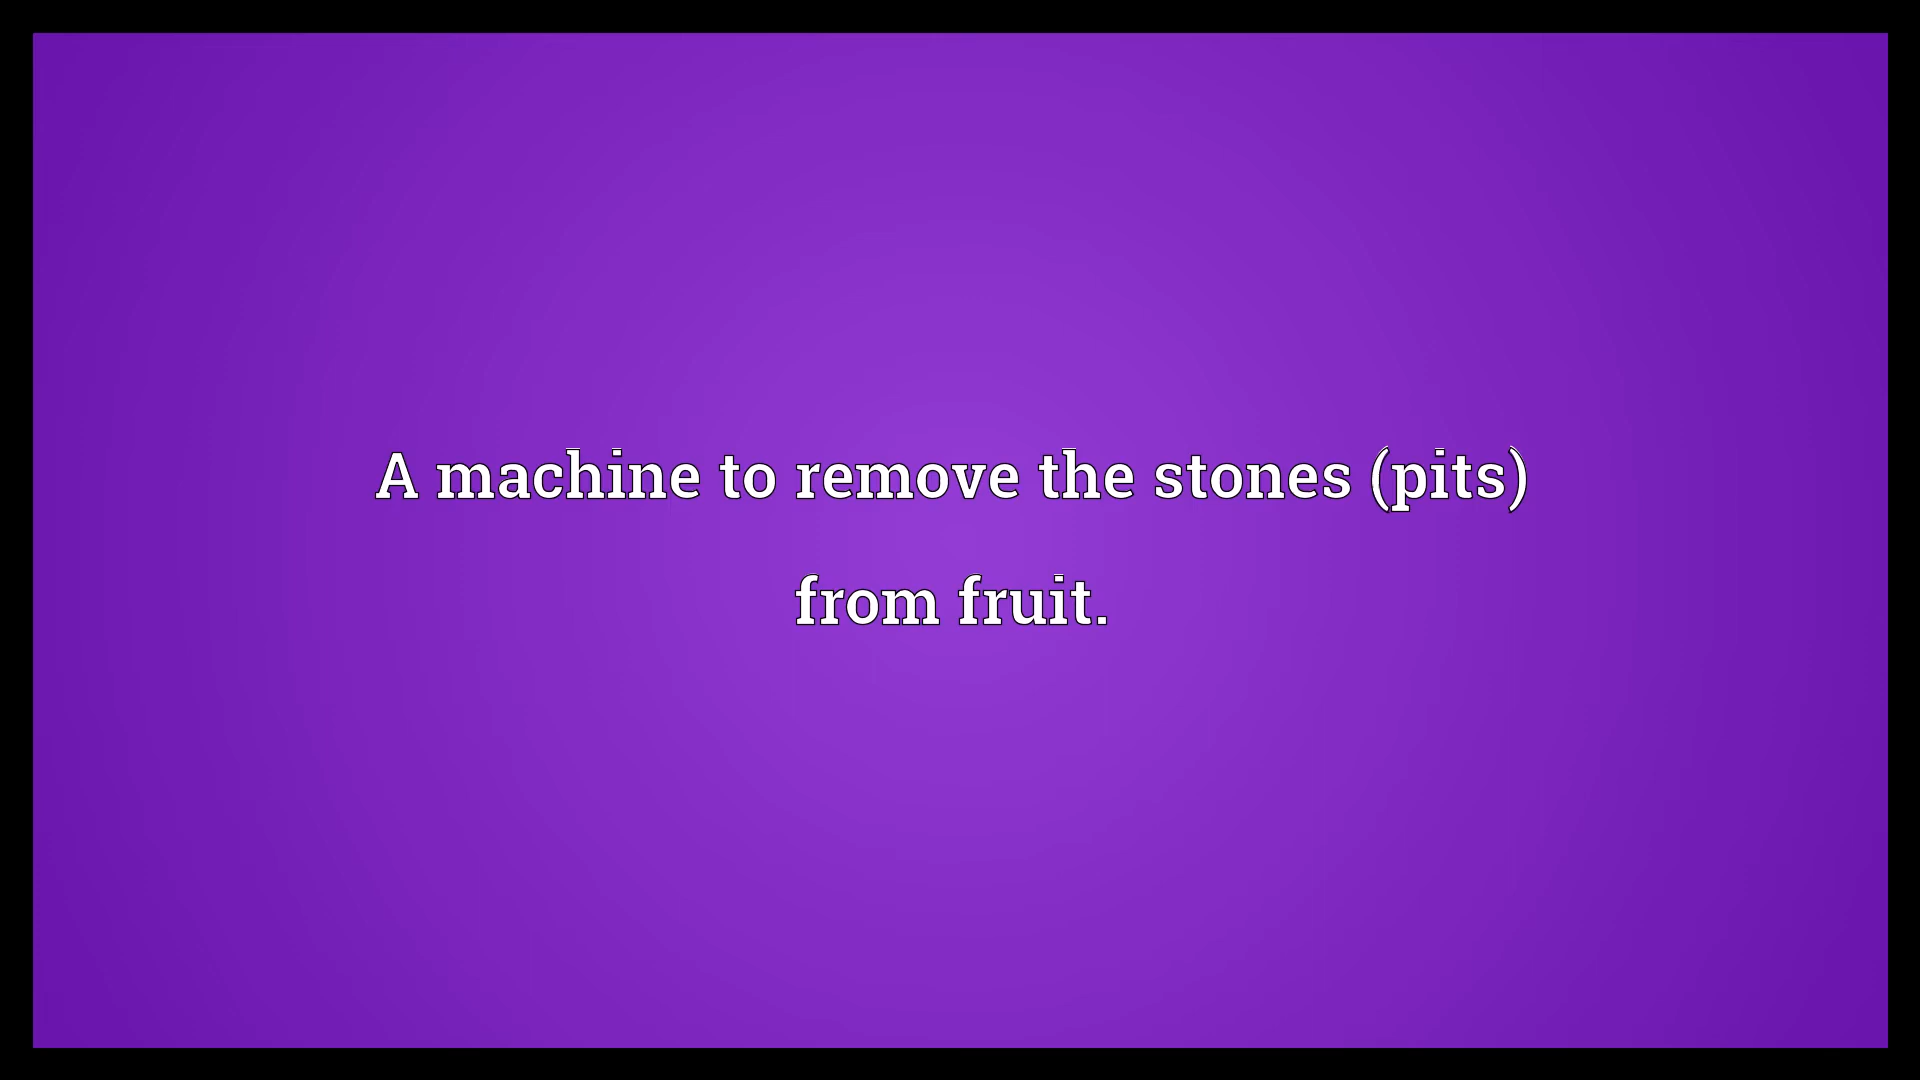 A machine to remove the stones (pits)
from fruit.